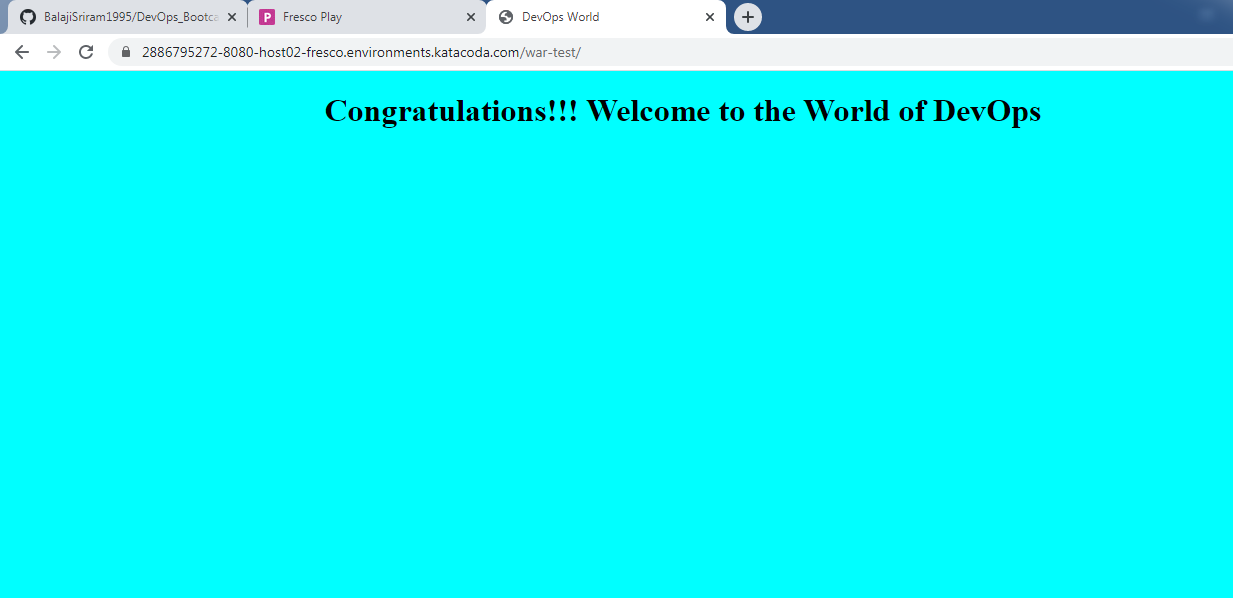 BalajiSriram1995/DevOps_Bootca
Fresco Play
DevOps World
2886795272-8080-host02-fresco.environments.katacoda.com/war-test/
Congratulations!!! Welcome to the World of DevOps